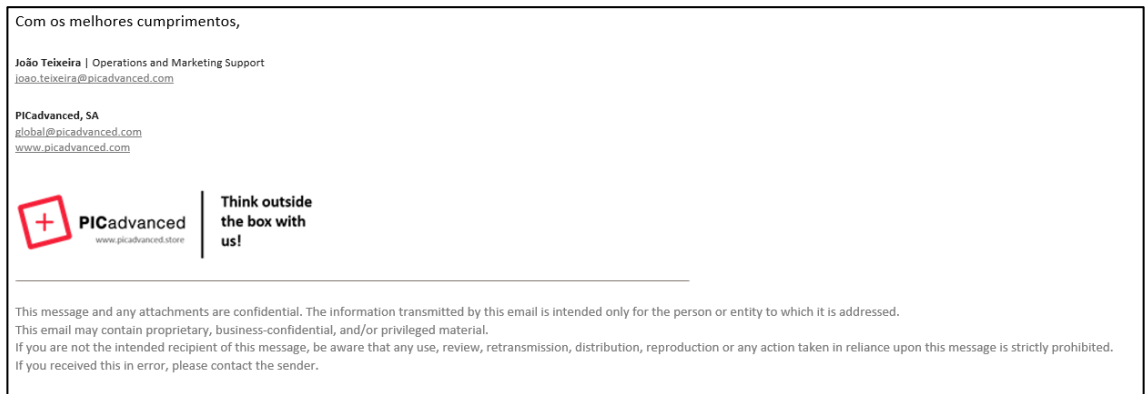 Com os melhores cumprimentos,
João Teixeira | Operations and Marketing Support
joao.teixeira@picadvanced.com
PICadvanced, SA
global@picadvanced.com
www.picadvanced.com
PICadvanced
www.picadvanced.store
Think outside
the box with
us!
This message and any attachments are confidential. The information transmitted by this email is intended only for the person or entity to which it is addressed.
This email may contain proprietary, business-confidential, and/or privileged material.
If you are not the intended recipient of this message, be aware that any use, review, retransmission, distribution, reproduction or any action taken in reliance upon this message is strictly prohibited.
If you received this in error, please contact the sender.